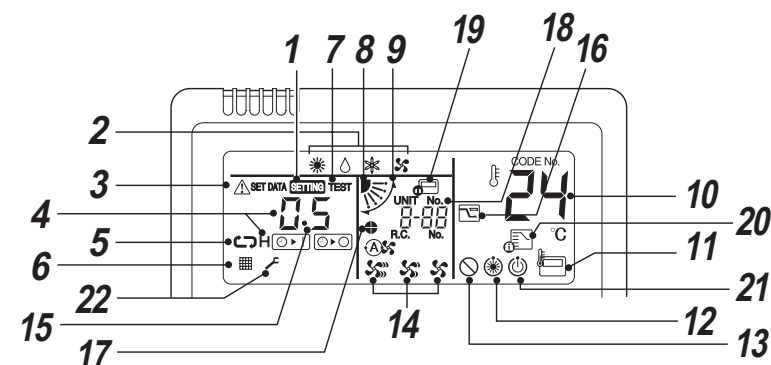 1 7 8 9 19 18 16
2
CODE No.
3 SET DATA SETTING TEST
UNIT No.
24 10
4 0.5 8-88
R.C. No.
5 H
A
°C
20
6
11
22
21
15 14 12
17 13